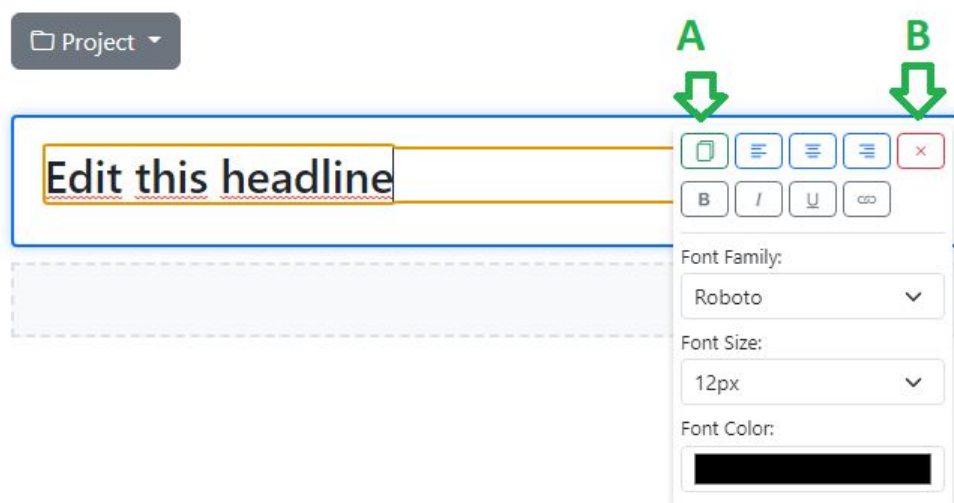 Project
A
B
Edit this headline
B I U
Font Family:
Roboto
Font Size:
12px
Font Color: